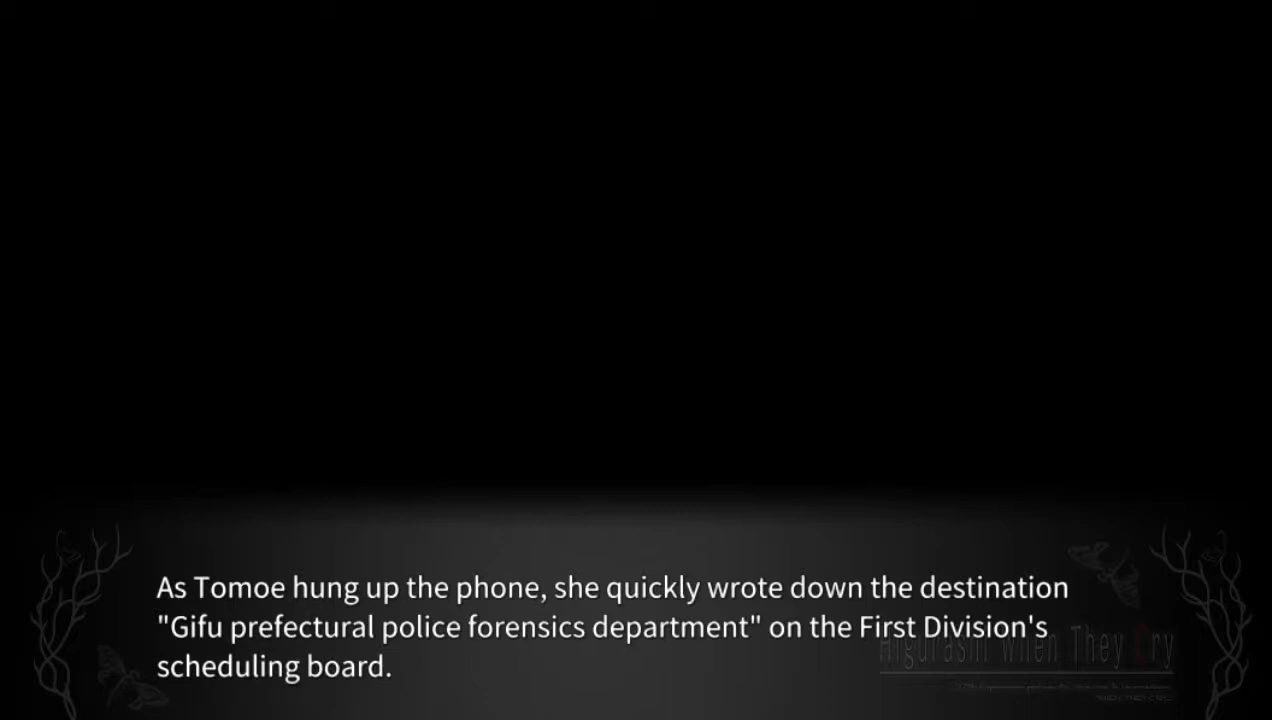 As Tomoe hung up the phone, she quickly wrote down the destination
"Gifu prefectural police forensics department" on the First Division's
scheduling board.
Higurashi When They Cry